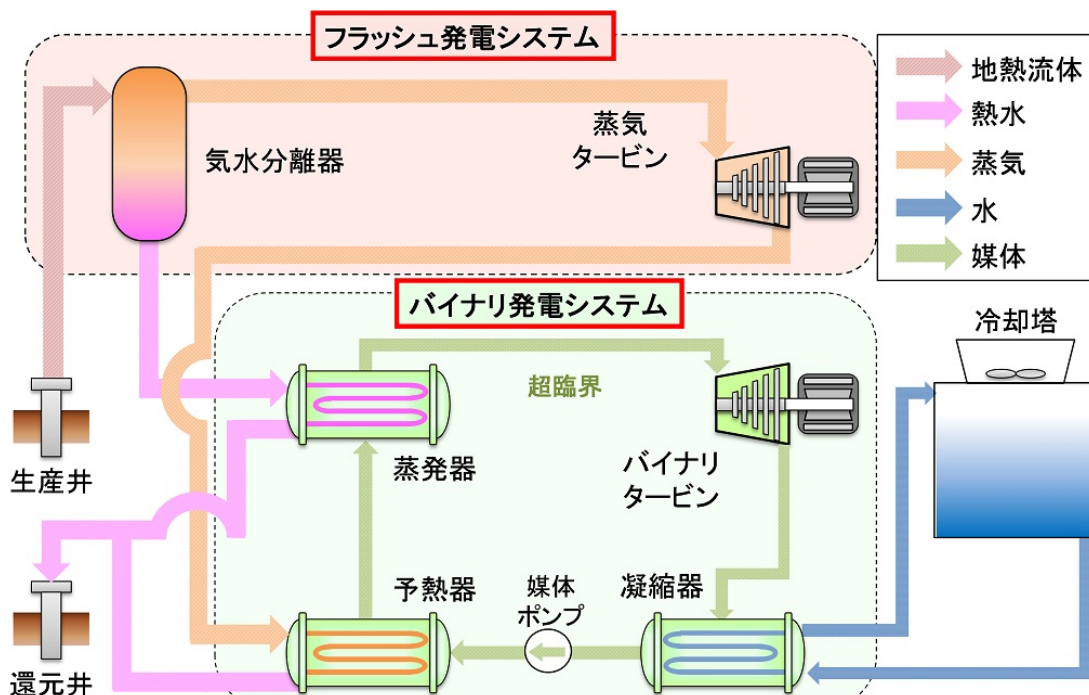 フラッシュ発電システム
地熱流体
熱水
蒸気
水
媒体
気水分離器
蒸気
タービン
バイナリ発電システム
冷却塔
超臨界
生産井
蒸発器
バイナリ
タービン
予熱器
媒体
ポンプ
凝縮器
還元井